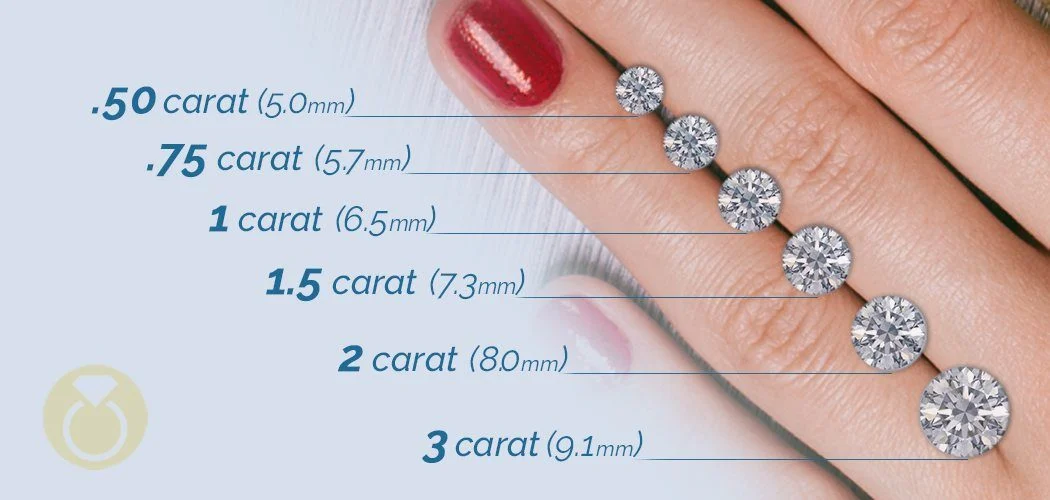 .50 carat (5.0mm)
.75 carat (5.7mm)
1 carat (6.5mm)
1.5 carat (7.3mm)
2 carat (8.0mm)
3 carat (9.1mm)